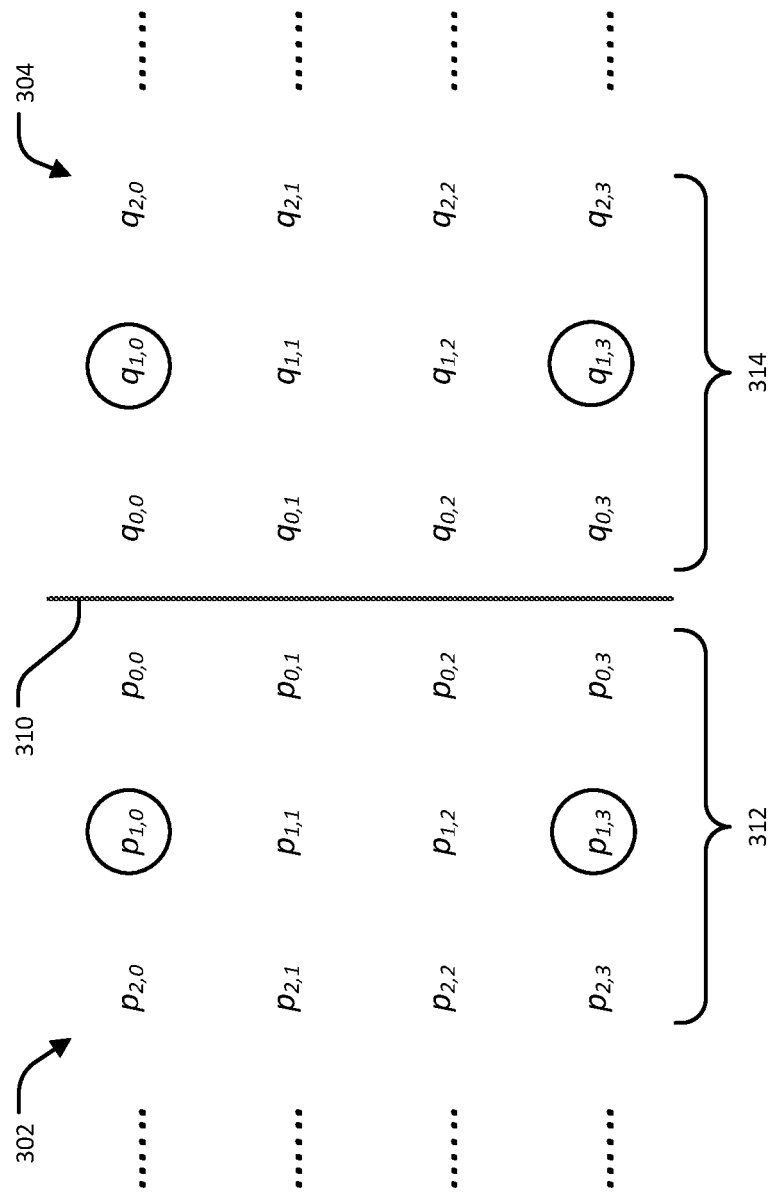 302 310 304
...... p2,0 p1,0 p0,0 q0,0 q1,0 q2,0 ......
...... p2,1 p1,1 p0,1 q0,1 q1,1 q2,1 ......
...... p2,2 p1,2 p0,2 q0,2 q1,2 q2,2 ......
...... p2,3 p1,3 p0,3 q0,3 q1,3 q2,3 ......
312 314